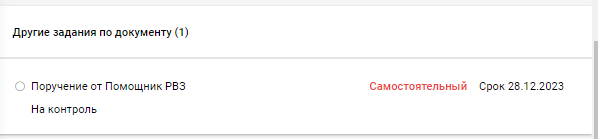 Другие задания по документу (1)
Поручение от Помощник РВЗ Самостоятельный Срок 28.12.2023
На контроль